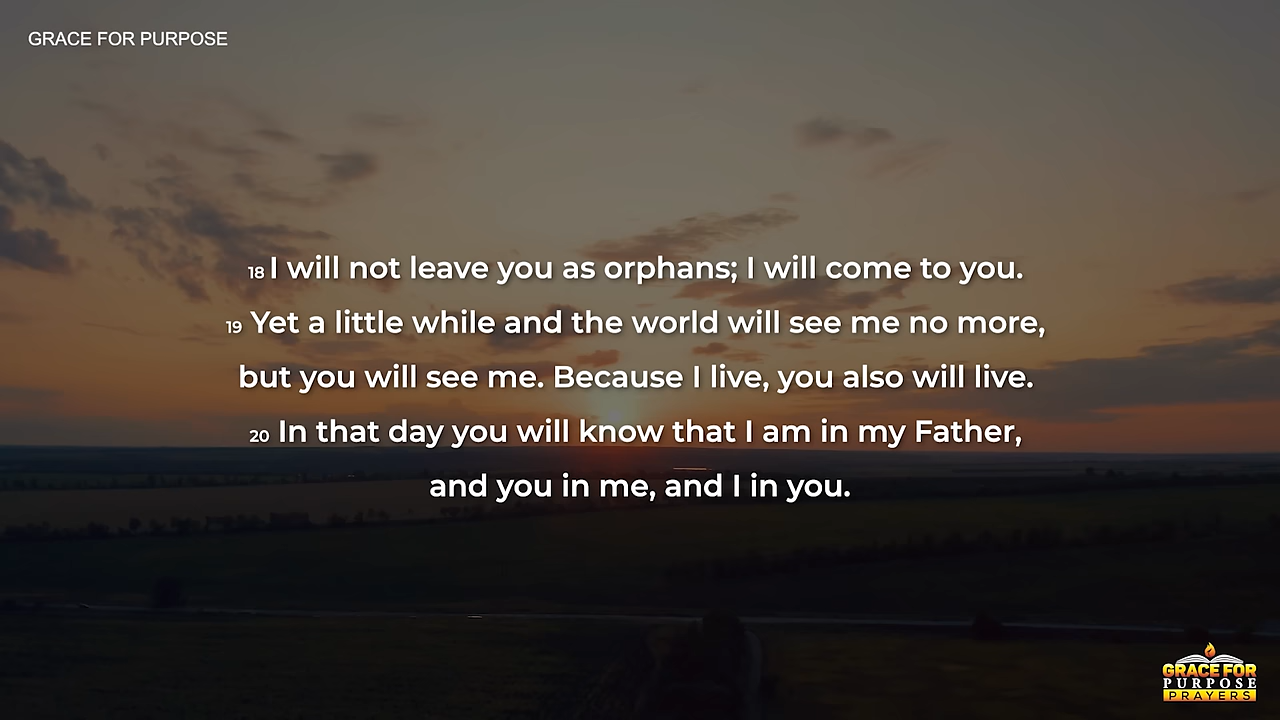 GRACE FOR PURPOSE
18 I will not leave you as orphans; I will come to you.
19 Yet a little while and the world will see me no more,
but you will see me. Because I live, you also will live.
20 In that day you will know that I am in my Father,
and you in me, and I in you.
GRACE FOR
PURPOSE
PRAYERS